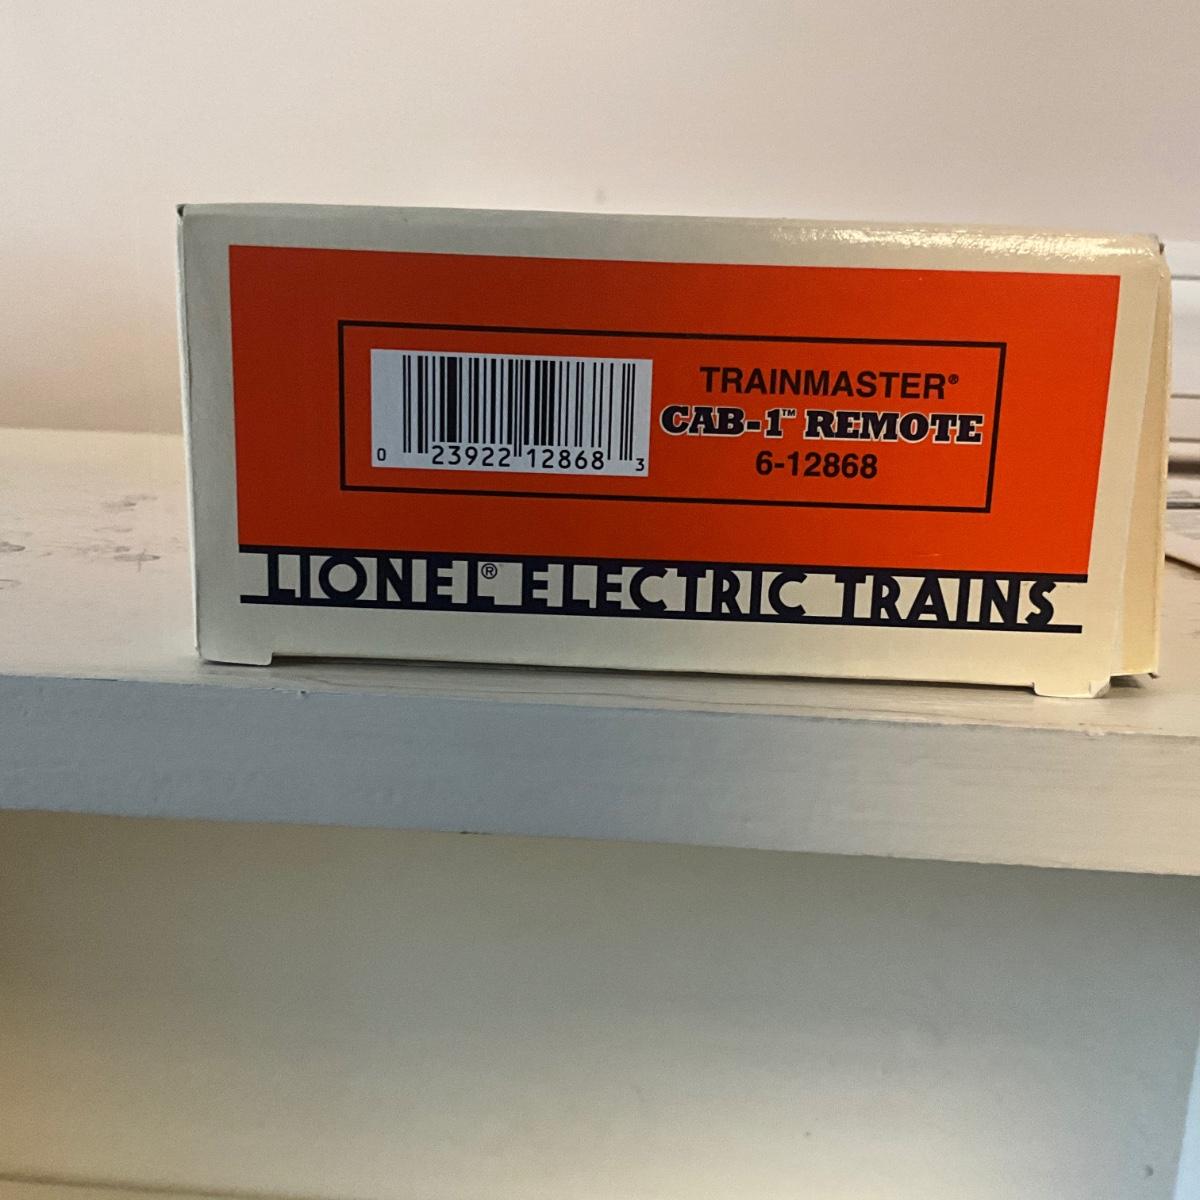 TRAINMASTER®
CAB-1™ REMOTE
6-12868
0 23922 12868 3
LIONEL® ELECTRIC TRAINS